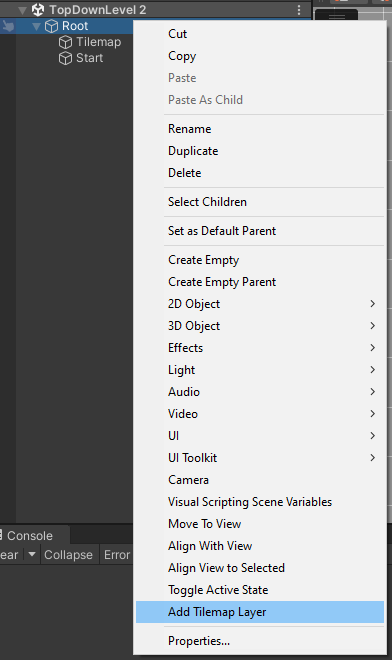 TopDownLevel 2
Root
Tilemap
Start
Cut
Copy
Paste
Paste As Child
Rename
Duplicate
Delete
Select Children
Set as Default Parent
Create Empty
Create Empty Parent
2D Object
3D Object
Effects
Light
Audio
Video
UI
UI Toolkit
Camera
Visual Scripting Scene Variables
Move To View
Align With View
Align View to Selected
Toggle Active State
Add Tilemap Layer
Properties...
Console
ear Collapse Error